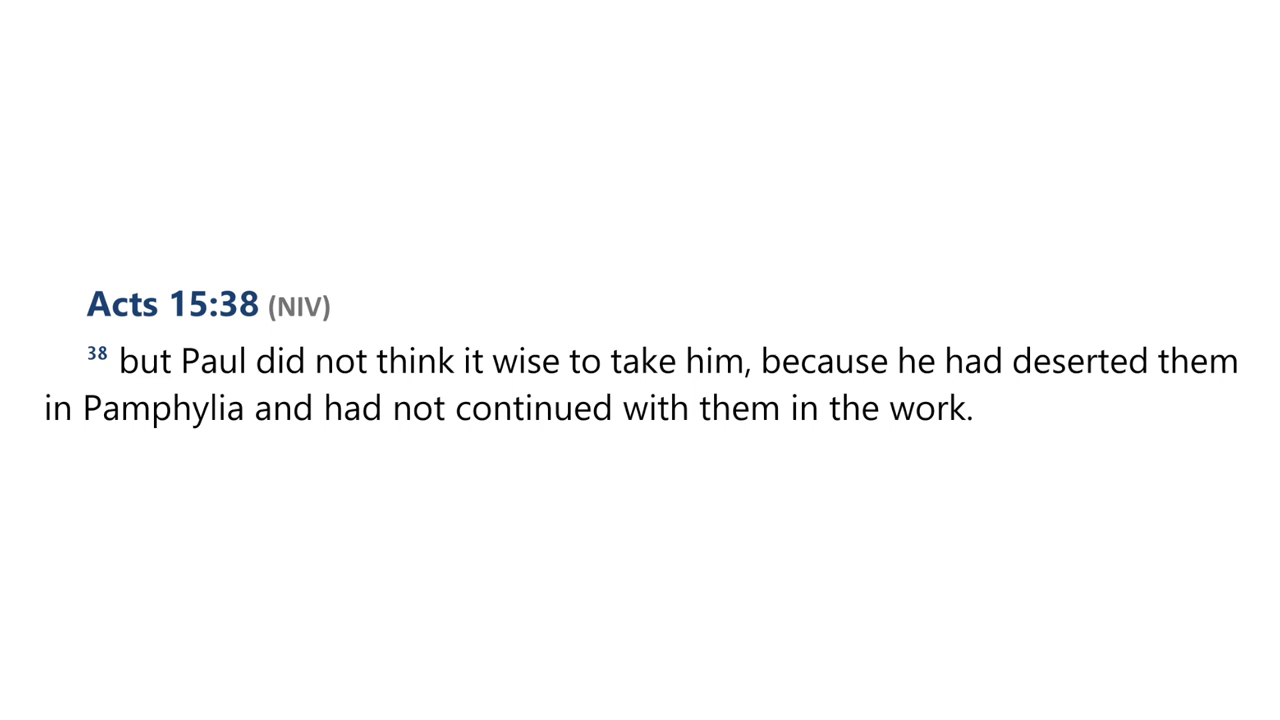 Acts 15:38 (NIV)
38 but Paul did not think it wise to take him, because he had deserted them
in Pamphylia and had not continued with them in the work.